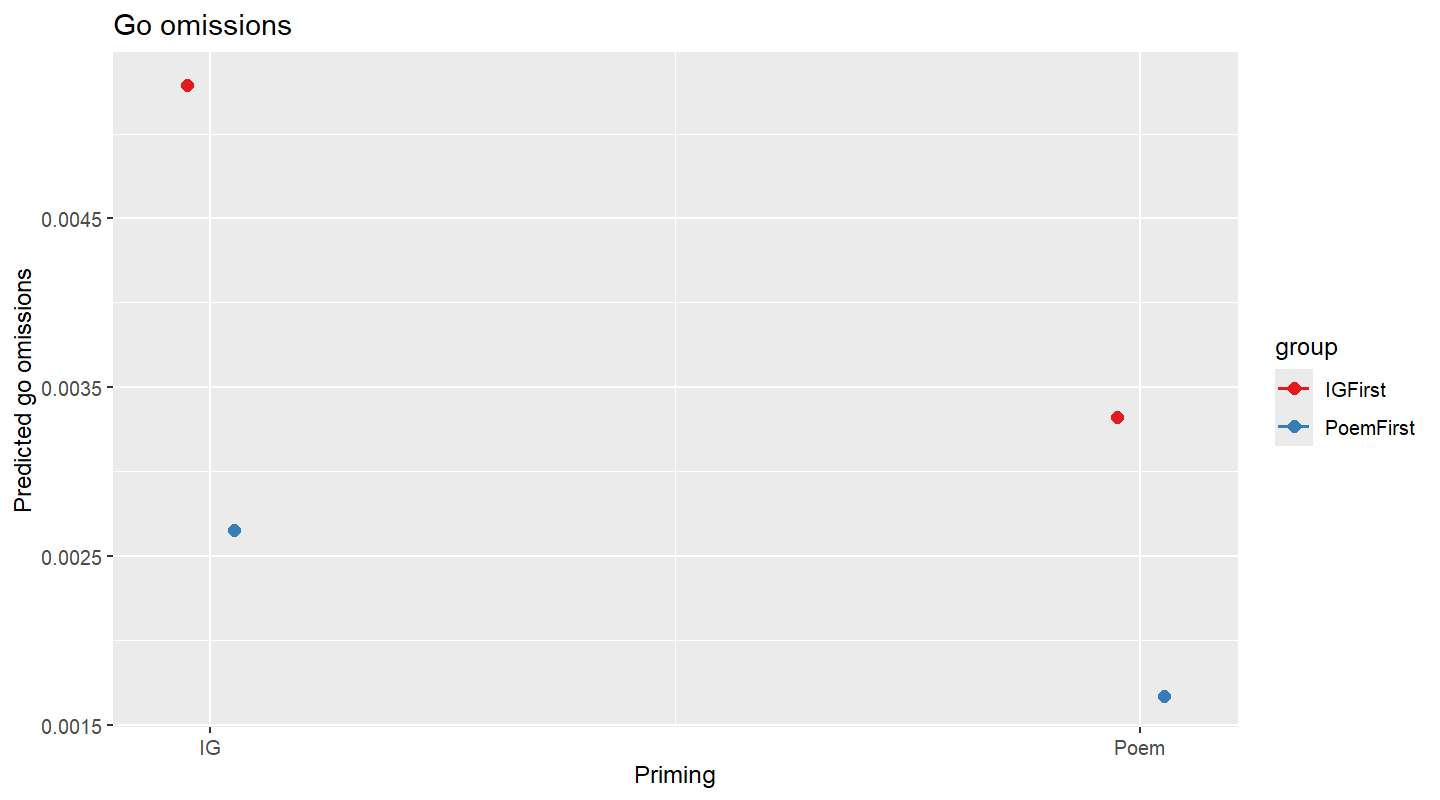 Go omissions
Predicted go omissions
0.0045
0.0035
0.0025
0.0015
IG
Poem
Priming
group
IGFirst
PoemFirst